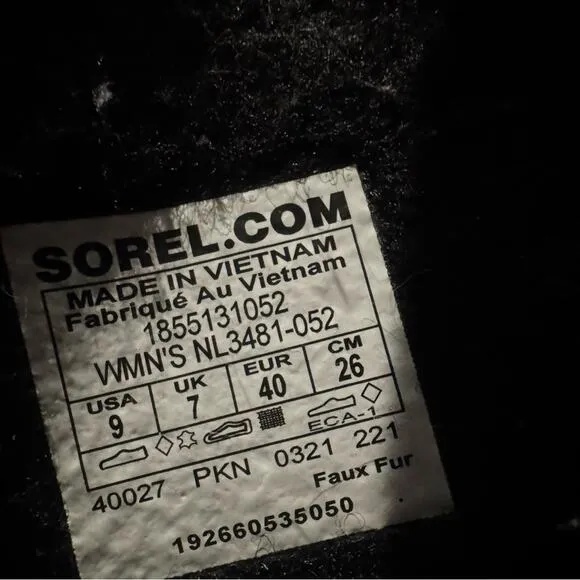 SOREL.COM
MADE IN VIETNAM
Fabriqué Au Vietnam
1855131052
WMN'S NL3481-052
USA UK EUR CM
9 7 40 26
ECA-1
40027 PKN 0321 221
Faux Fur
192660535050